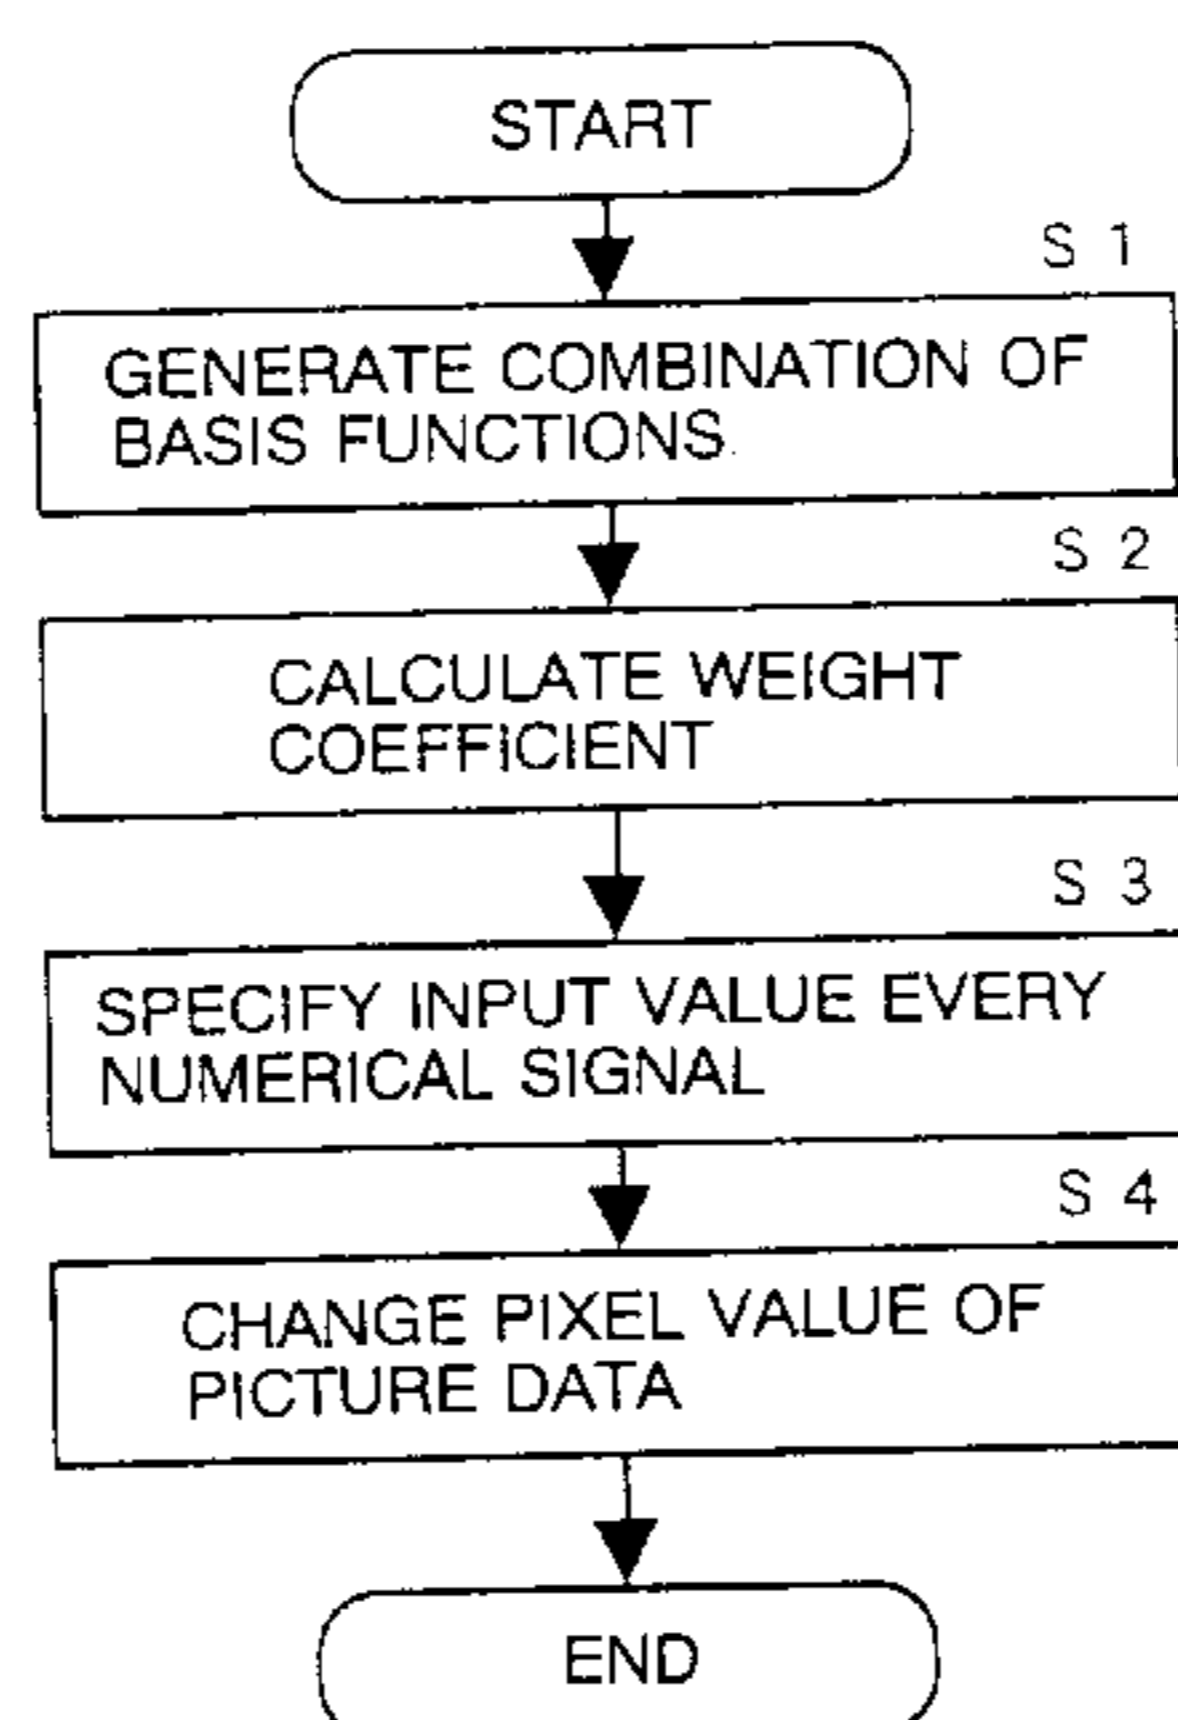 START
S 1
GENERATE COMBINATION OF
BASIS FUNCTIONS
S 2
CALCULATE WEIGHT
COEFFICIENT
S 3
SPECIFY INPUT VALUE EVERY
NUMERICAL SIGNAL
S 4
CHANGE PIXEL VALUE OF
PICTURE DATA
END